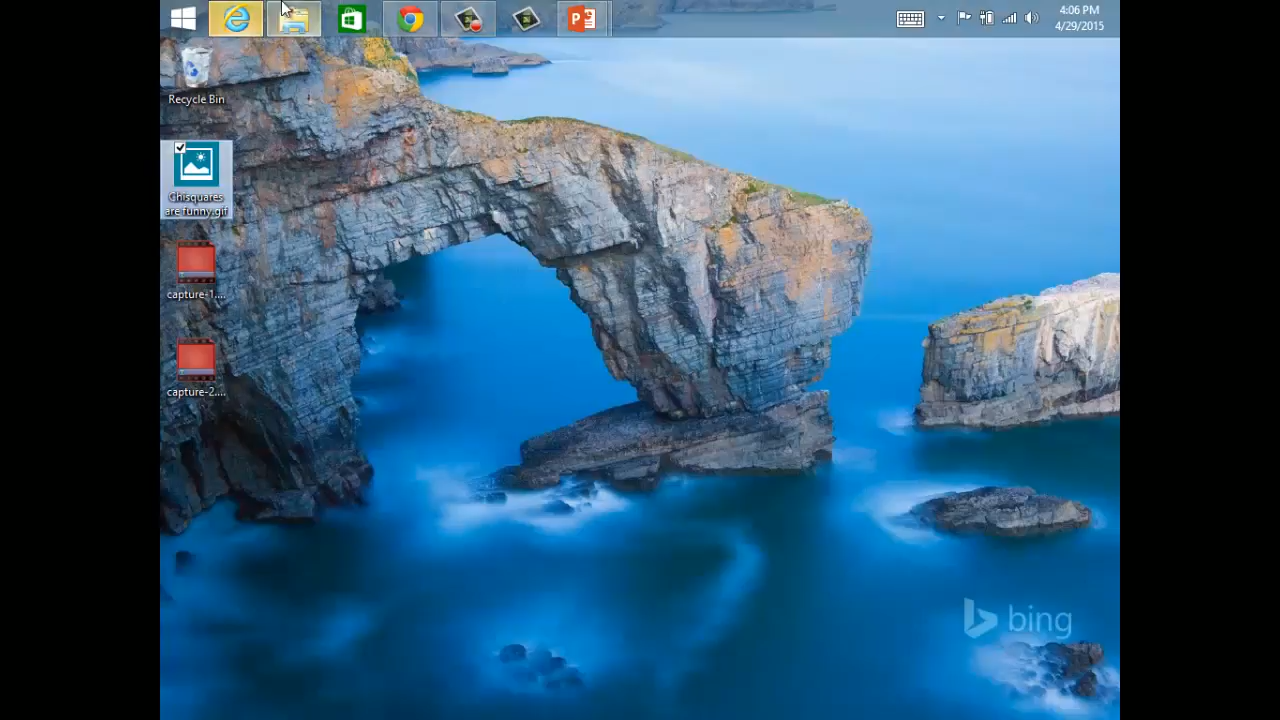 4:06 PM
4/29/2015
Recycle Bin
Chisquares
are funny.gif
capture-1....
capture-2....
bing